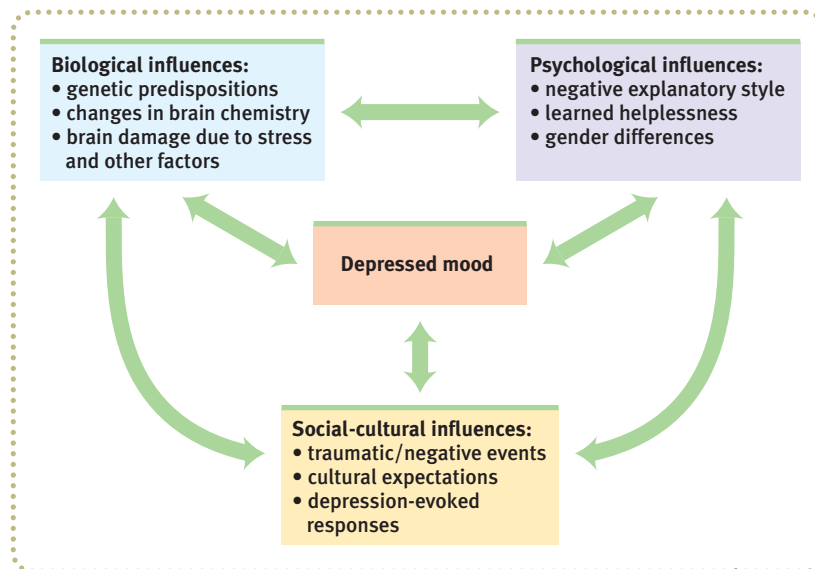 Biological influences:
• genetic predispositions
• changes in brain chemistry
• brain damage due to stress
and other factors
Psychological influences:
• negative explanatory style
• learned helplessness
• gender differences
Depressed mood
Social-cultural influences:
• traumatic/negative events
• cultural expectations
• depression-evoked
responses